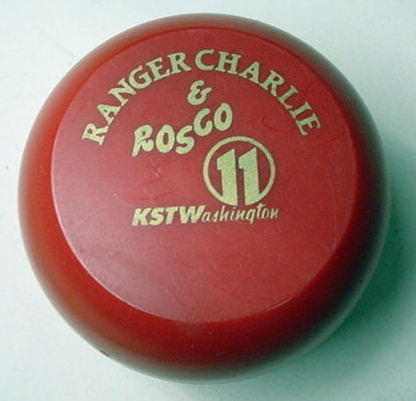 RANGER CHARLIE
&
ROSCO
11
KSTWashington